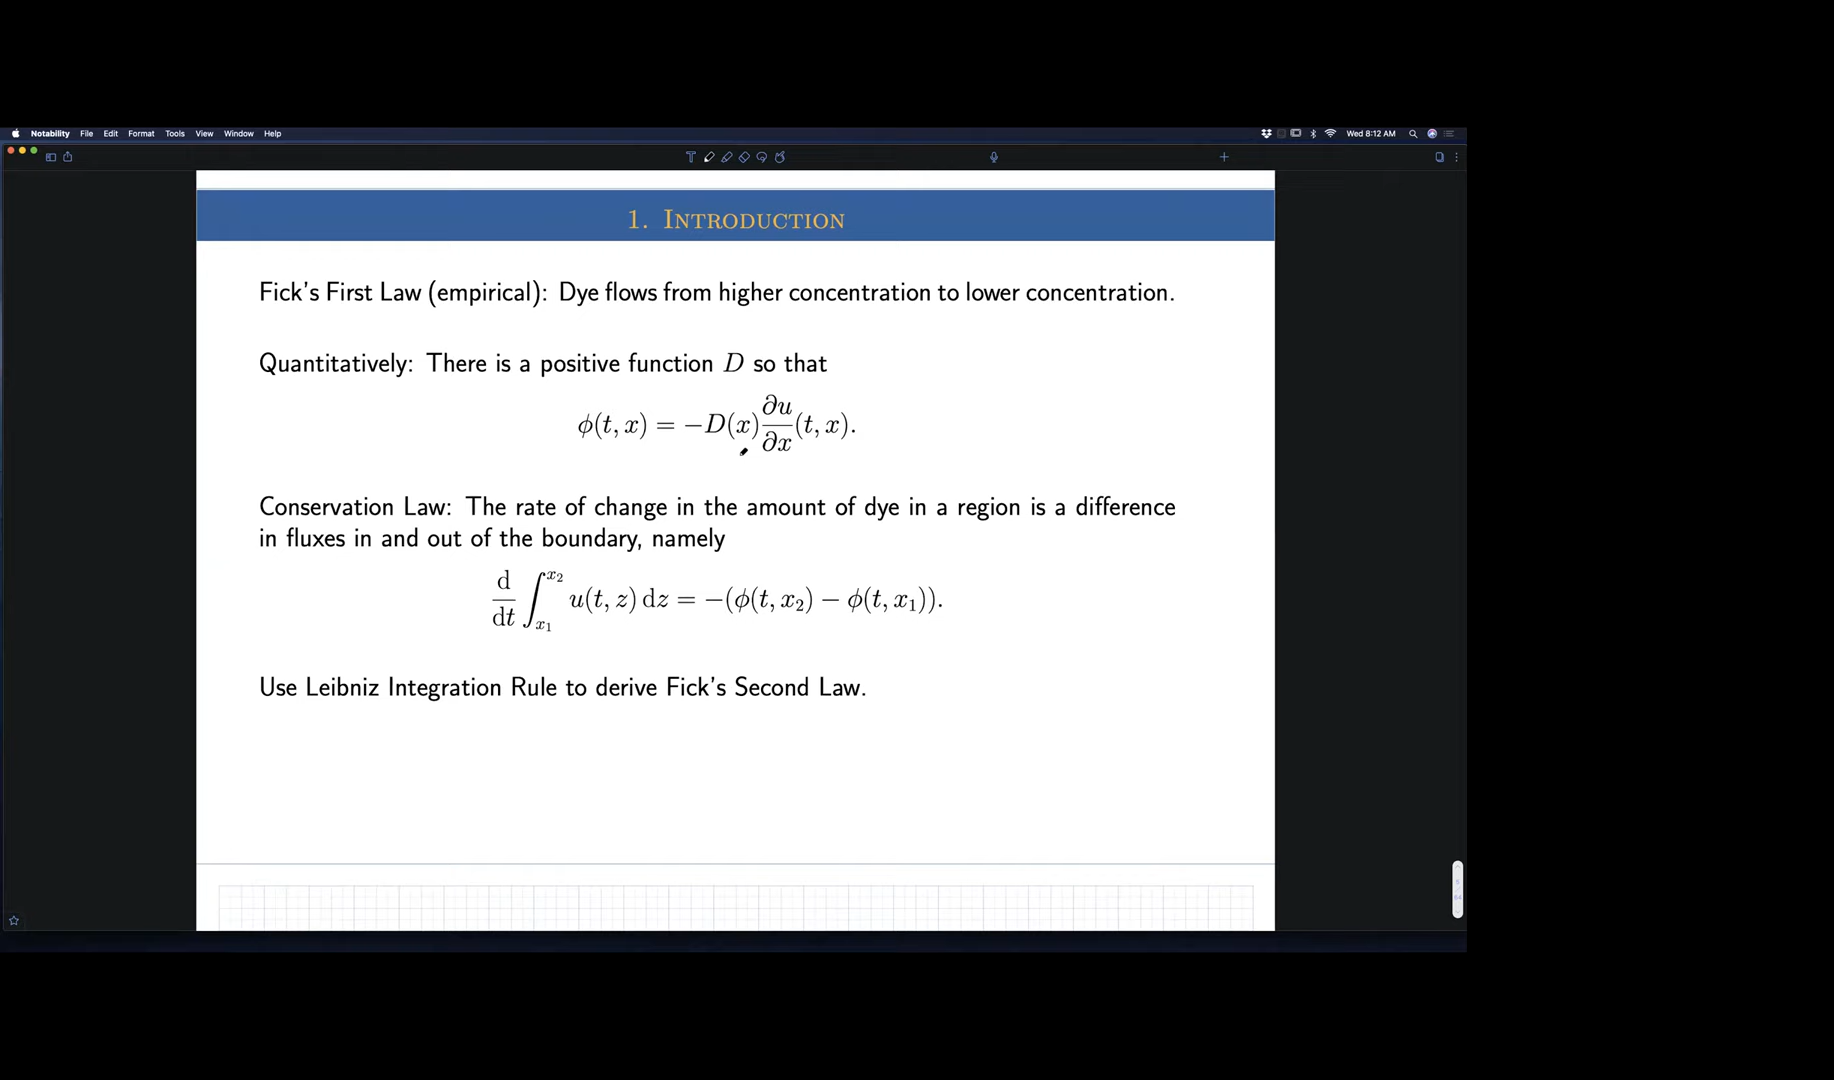 Notability File Edit Format Tools View Window Help Wed 8:12 AM
1. Introduction
Fick's First Law (empirical): Dye flows from higher concentration to lower concentration.
Quantitatively: There is a positive function D so that
ϕ(t, x) = −D(x) ∂u/∂x (t, x).
Conservation Law: The rate of change in the amount of dye in a region is a difference
in fluxes in and out of the boundary, namely
d/dt ∫_{x₁}^{x₂} u(t, z) dz = −(ϕ(t, x₂) − ϕ(t, x₁)).
Use Leibniz Integration Rule to derive Fick's Second Law.